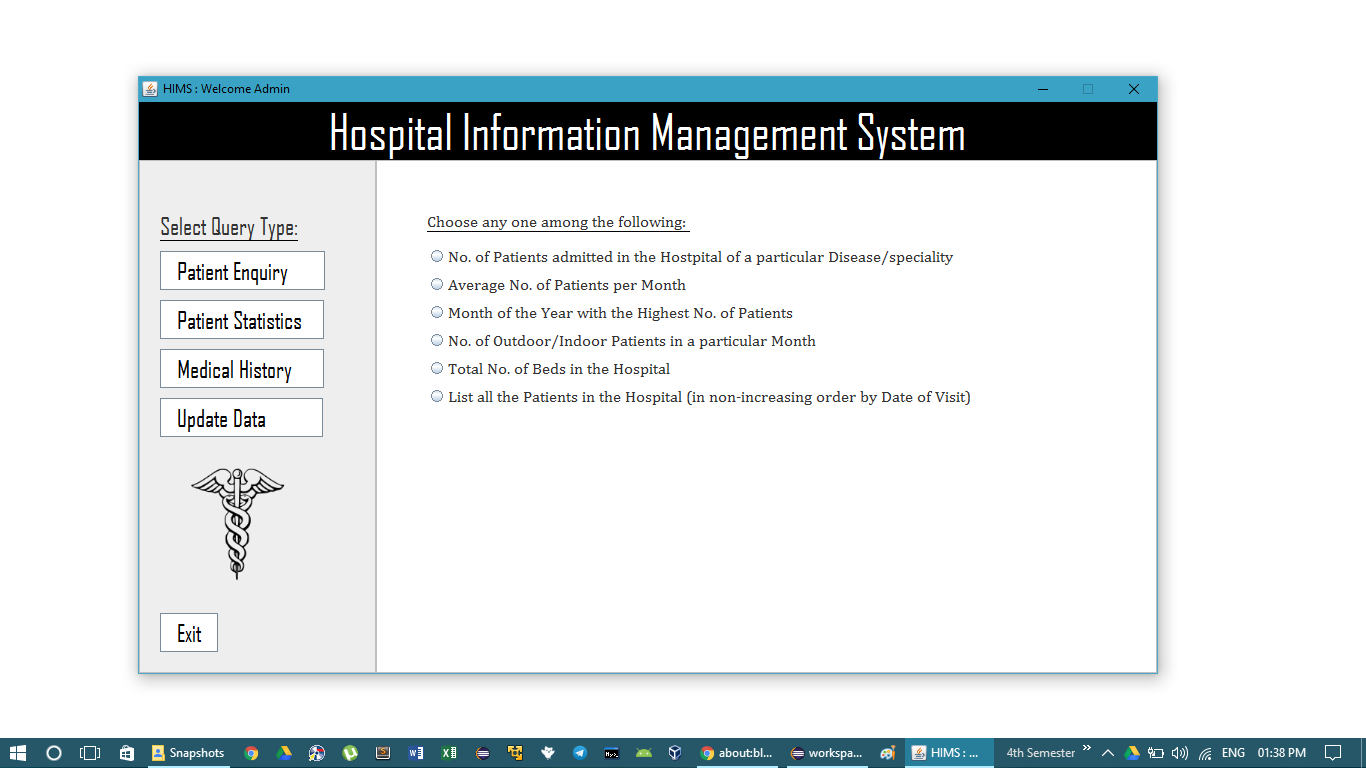 HIMS : Welcome Admin
Hospital Information Management System
Select Query Type:
Patient Enquiry
Patient Statistics
Medical History
Update Data
Exit
Choose any one among the following:
No. of Patients admitted in the Hostpital of a particular Disease/speciality
Average No. of Patients per Month
Month of the Year with the Highest No. of Patients
No. of Outdoor/Indoor Patients in a particular Month
Total No. of Beds in the Hospital
List all the Patients in the Hospital (in non-increasing order by Date of Visit)
Snapshots about:bl... workspa... HIMS : ... 4th Semester ENG 01:38 PM